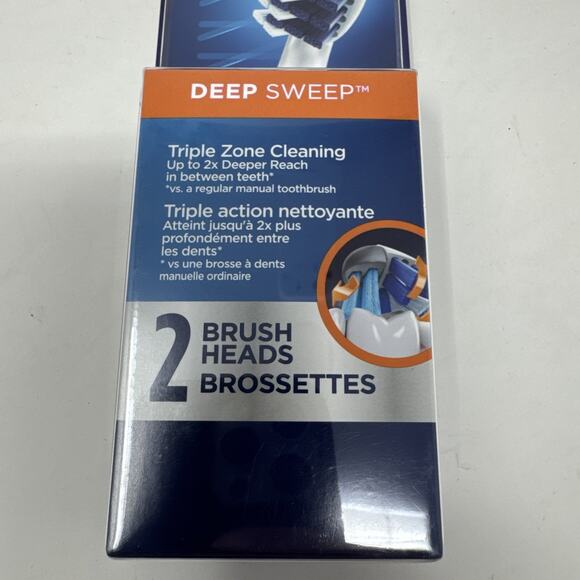 DEEP SWEEP™
Triple Zone Cleaning
Up to 2x Deeper Reach
in between teeth*
*vs. a regular manual toothbrush
Triple action nettoyante
Atteint jusqu'à 2x plus
profondément entre
les dents*
* vs une brosse à dents
manuelle ordinaire
2 BRUSH
HEADS
BROSSETTES